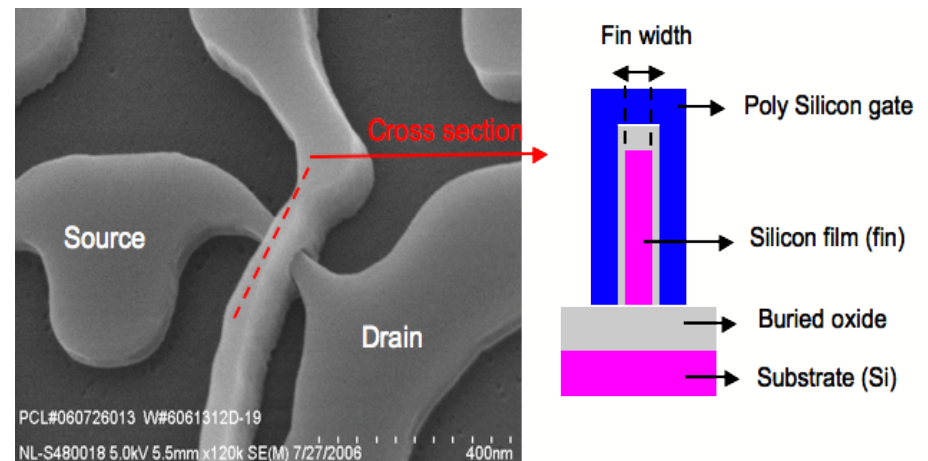 Fin width
Poly Silicon gate
Cross section
Source
Silicon film (fin)
Buried oxide
Drain
Substrate (Si)
PCL#060726013 W#6061312D-19
NL-S480018 5.0kV 5.5mm x120k SE(M) 7/27/2006 400nm